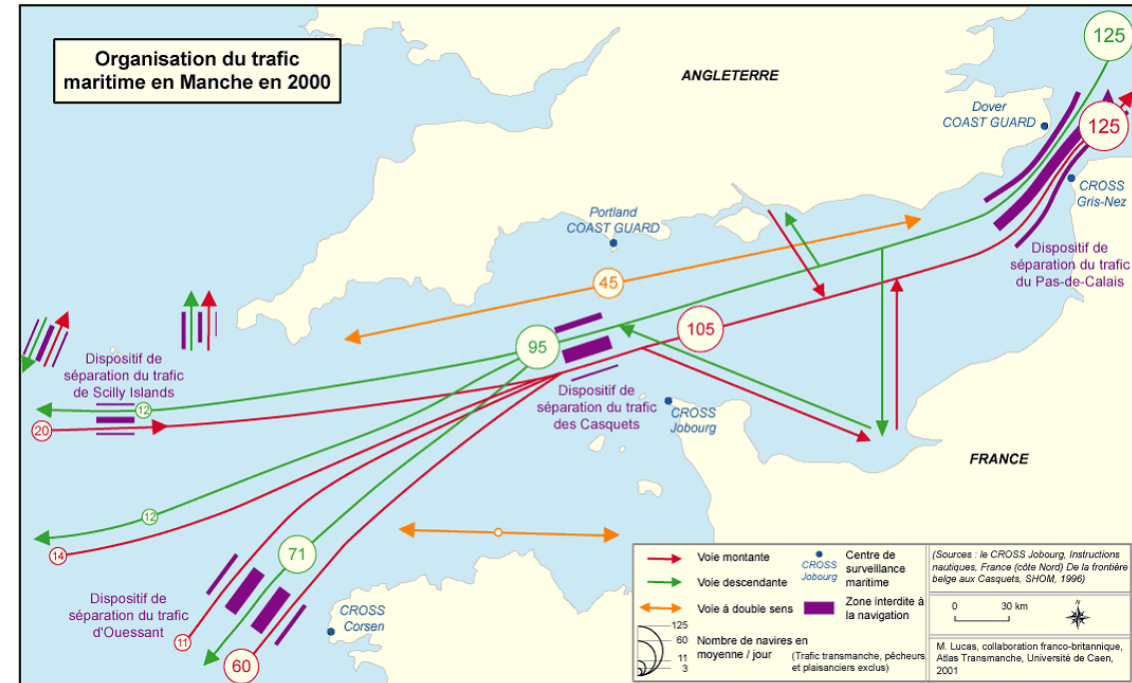 Organisation du trafic
maritime en Manche en 2000
ANGLETERRE
125
Dover
COAST GUARD
125
CROSS
Gris-Nez
Portland
COAST GUARD
Dispositif de
séparation du trafic
du Pas-de-Calais
45
105
95
Dispositif de
séparation du trafic
de Scilly Islands
12
20
Dispositif de
séparation du trafic
des Casquets
CROSS
Jobourg
FRANCE
12
14
71
Dispositif de
séparation du trafic
d'Ouessant
11
60
CROSS
Corsen
Voie montante
Voie descendante
Voie à double sens
CROSS
Jobourg
Centre de
surveillance
maritime
Zone interdite à
la navigation
125
60
11
3
Nombre de navires en
moyenne / jour
(Trafic transmanche, pêcheurs
et plaisanciers exclus)
(Sources : le CROSS Jobourg, Instructions
nautiques, France (côte Nord) De la frontière
belge aux Casquets, SHOM, 1996)
0 30 km
N
M. Lucas, collaboration franco-britannique,
Atlas Transmanche, Université de Caen,
2001